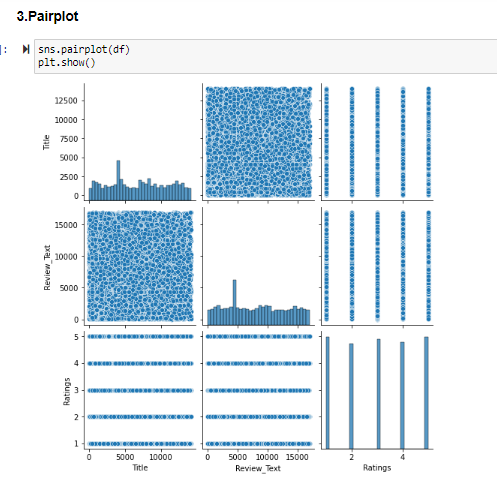 3.Pairplot
]:
sns.pairplot(df)
plt.show()
12500
10000
7500
5000
2500
0
Title
15000
10000
5000
0
Review_Text
5
4
3
2
1
Ratings
0 5000 10000
Title
0 5000 10000 15000
Review_Text
2 4
Ratings